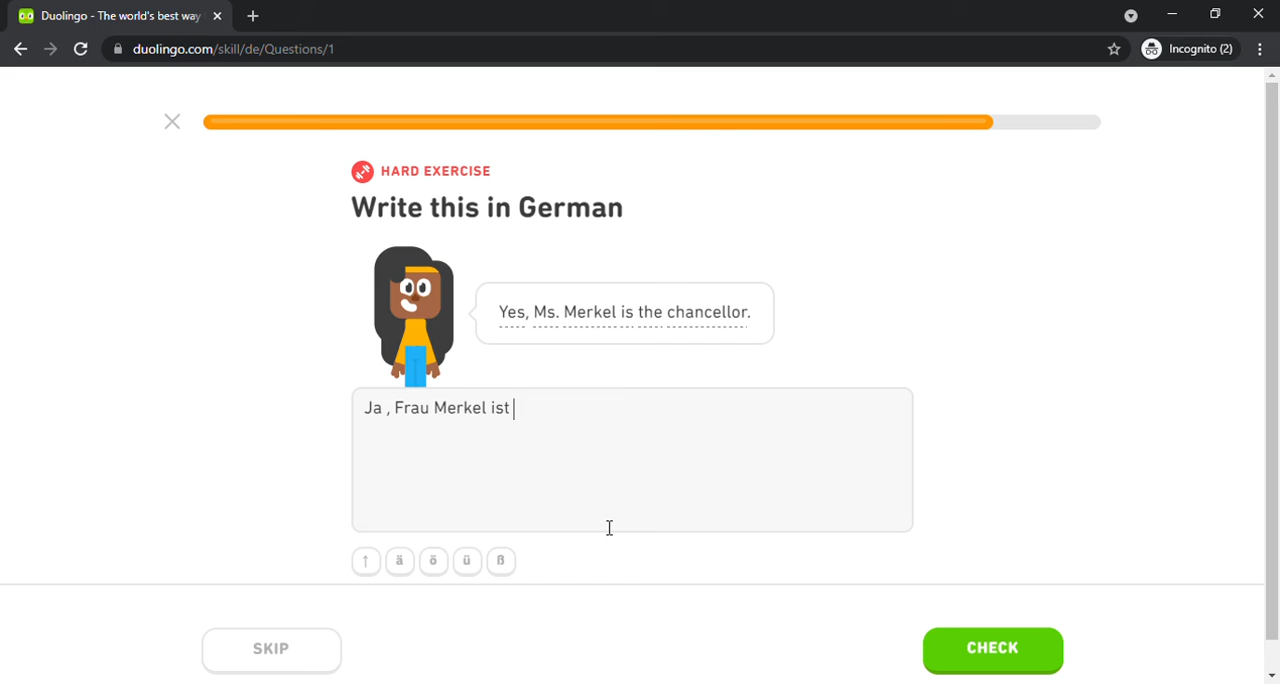 Duolingo - The world's best way
duolingo.com/skill/de/Questions/1
Incognito (2)
HARD EXERCISE
Write this in German
Yes, Ms. Merkel is the chancellor.
Ja , Frau Merkel ist
↑ ä ö ü ß
SKIP
CHECK